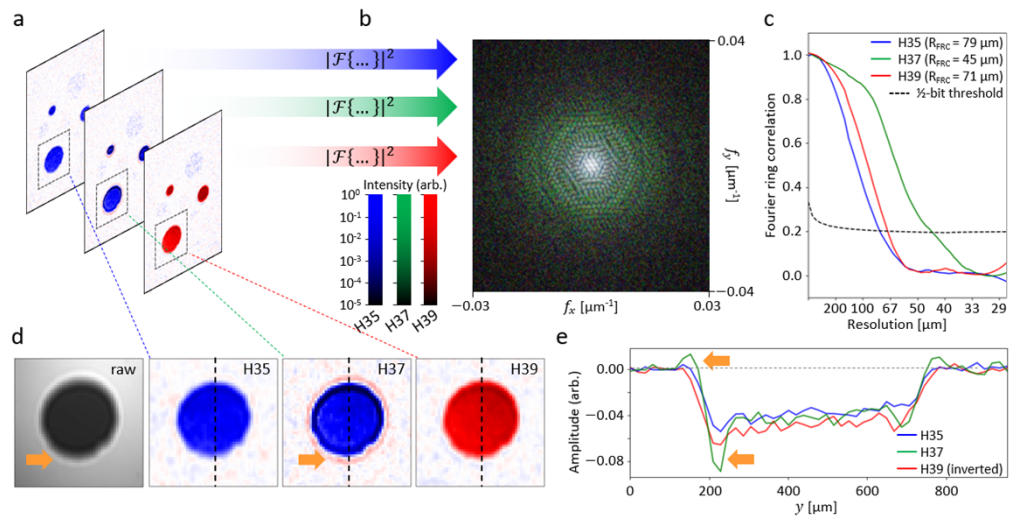 a
|ℱ{...}|²
|ℱ{...}|²
|ℱ{...}|²
Intensity (arb.)
10⁰
10⁻¹
10⁻²
10⁻³
10⁻⁴
10⁻⁵
H35
H37
H39
b
0.04
f_y [μm⁻¹]
−0.04
−0.03
f_x [μm⁻¹]
0.03
c
H35 (R_FRC = 79 μm)
H37 (R_FRC = 45 μm)
H39 (R_FRC = 71 μm)
½-bit threshold
Fourier ring correlation
1.0
0.8
0.6
0.4
0.2
0.0
200 100 67 50 40 33 29
Resolution [μm]
d
raw
H35
H37
H39
e
Amplitude (arb.)
0.00
−0.04
−0.08
H35
H37
H39 (inverted)
0 200 400 600 800
y [μm]